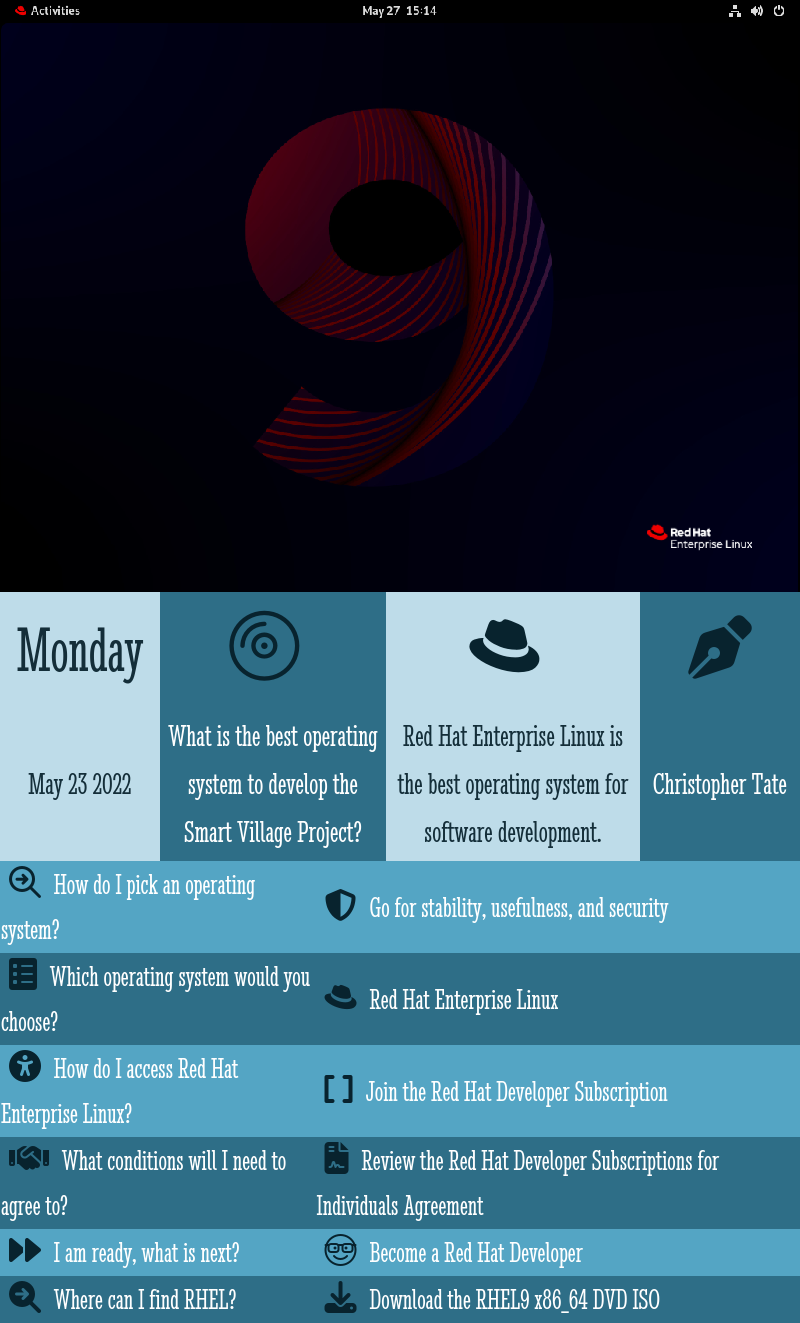 Activities
May 27 15:14
Red Hat
Enterprise Linux
Monday
May 23 2022
What is the best operating
system to develop the
Smart Village Project?
Red Hat Enterprise Linux is
the best operating system for
software development.
Christopher Tate
How do I pick an operating
system?
Go for stability, usefulness, and security
Which operating system would you
choose?
Red Hat Enterprise Linux
How do I access Red Hat
Enterprise Linux?
Join the Red Hat Developer Subscription
What conditions will I need to
agree to?
Review the Red Hat Developer Subscriptions for
Individuals Agreement
I am ready, what is next?
Become a Red Hat Developer
Where can I find RHEL?
Download the RHEL9 x86_64 DVD ISO